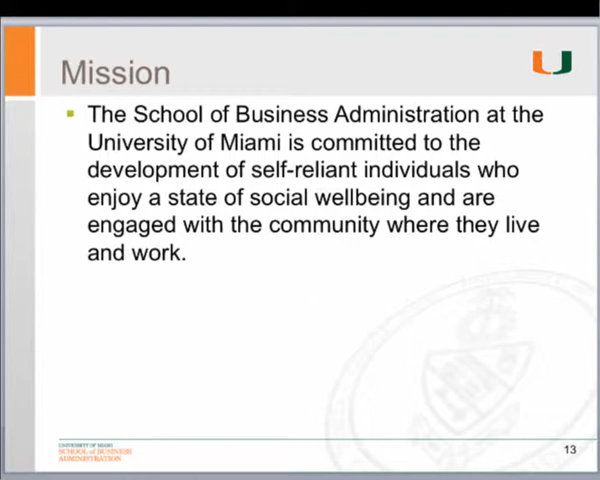 Mission
The School of Business Administration at the
University of Miami is committed to the
development of self-reliant individuals who
enjoy a state of social wellbeing and are
engaged with the community where they live
and work.
UNIVERSITY OF MIAMI
SCHOOL of BUSINESS
ADMINISTRATION
13